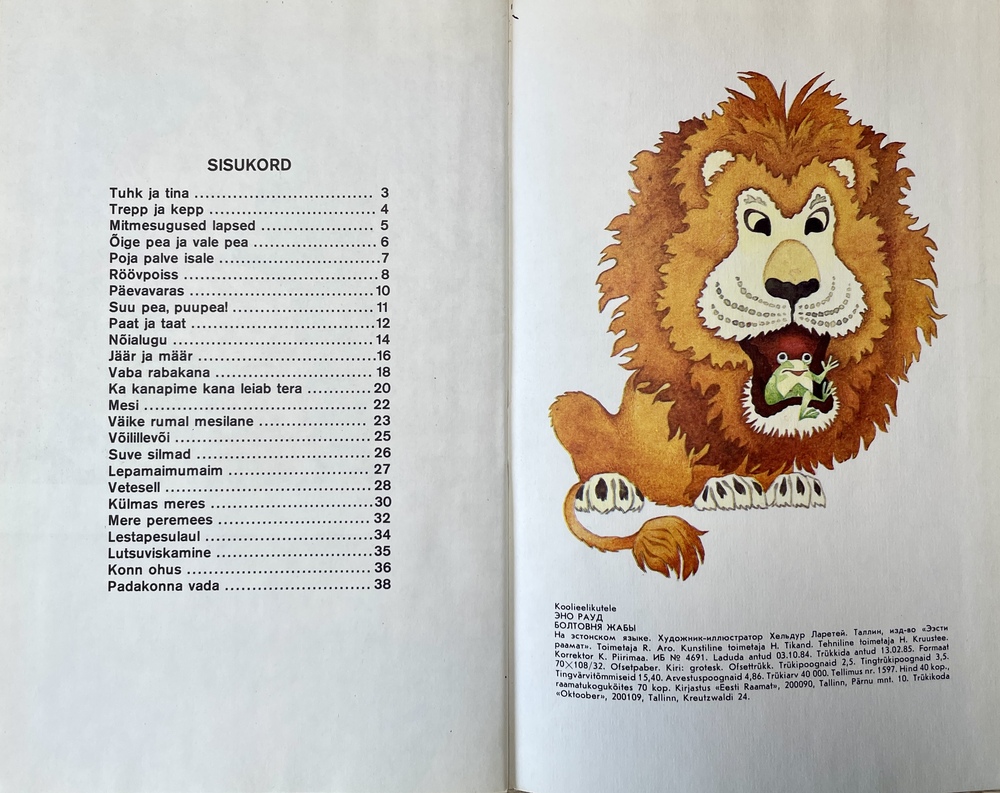 SISUKORD
Tuhk ja tina ........................................ 3
Trepp ja kepp ..................................... 4
Mitmesugused lapsed ........................ 5
Õige pea ja vale pea .......................... 6
Poja palve isale ..................................7
Röövpoiss .......................................... 8
Päevavaras ........................................ 10
Suu pea, puupea! ............................... 11
Paat ja taat ........................................ 12
Nõialugu ............................................ 14
Jäär ja määr ....................................... 16
Vaba rabakana ................................... 18
Ka kanapime kana leiab tera .............. 20
Mesi ................................................... 22
Väike rumal mesilane ......................... 23
Võilillevõi ........................................... 25
Suve silmad ....................................... 26
Lepamaimumaim ................................ 27
Vetesell .............................................. 28
Külmas meres .................................... 30
Mere peremees .................................. 32
Lestapesulaul ..................................... 34
Lutsuviskamine .................................. 35
Konn ohus .......................................... 36
Padakonna vada ................................. 38
Koolieelikutele
ЭНО РАУД
БОЛТОВНЯ ЖАБЫ
На эстонском языке. Художник-иллюстратор Хельдур Ларетей. Таллин, изд-во «Ээсти
раамат». Toimetaja R. Aro. Kunstiline toimetaja H. Tikand. Tehniline toimetaja H. Kruustee.
Korrektor K. Piirimaa. ИБ № 4691. Laduda antud 03.10.84. Trükkida antud 13.02.85. Formaat
70×108/32. Ofsetpaber. Kiri: grotesk. Ofsettrükk. Trükipoognaid 2,5. Tingtrükipoognaid 3,5.
Tingvärvitõmmiseid 15,40. Arvestuspoognaid 4,86. Trükiarv 40 000. Tellimus nr. 1597. Hind 40 kop.,
raamatukogukõites 70 kop. Kirjastus «Eesti Raamat», 200090, Tallinn, Pärnu mnt. 10. Trükikoda
«Oktoober», 200109, Tallinn, Kreutzwaldi 24.